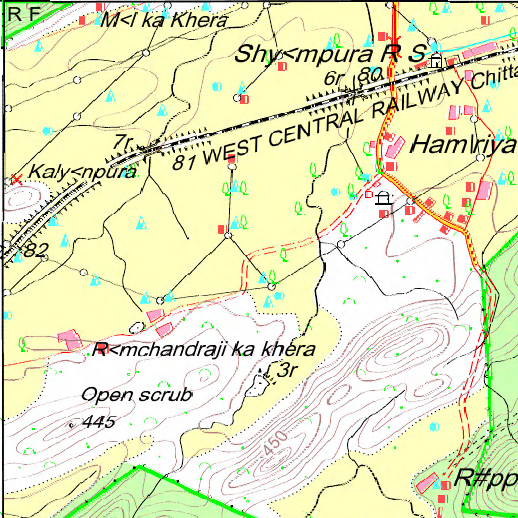 R F
M<l ka Khera
Shy<mpura R S
6r 80
81 WEST CENTRAL RAILWAY Chitta
7r
Ham\riya
Kaly<npura
82
R<mchandraji ka khera
3r
Open scrub
445
450
R#pp